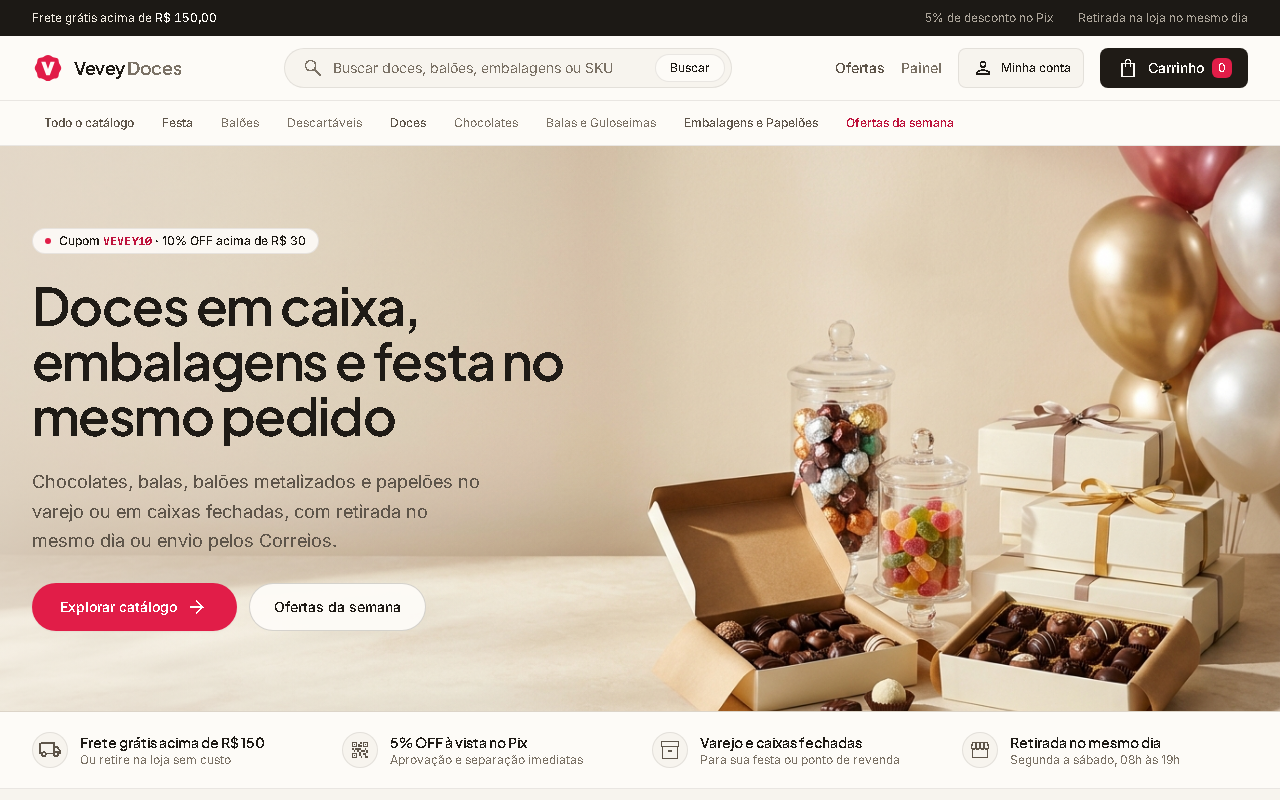 Frete grátis acima de R$ 150,00
5% de desconto no Pix
Retirada na loja no mesmo dia
V VeveyDoces
Buscar doces, balões, embalagens ou SKU
Buscar
Ofertas
Painel
Minha conta
Carrinho 0
Todo o catálogo
Festa
Balões
Descartáveis
Doces
Chocolates
Balas e Guloseimas
Embalagens e Papelões
Ofertas da semana
Cupom VEVEY10 · 10% OFF acima de R$ 30
Doces em caixa,
embalagens e festa no
mesmo pedido
Chocolates, balas, balões metalizados e papelões no
varejo ou em caixas fechadas, com retirada no
mesmo dia ou envio pelos Correios.
Explorar catálogo
Ofertas da semana
Frete grátis acima de R$ 150
Ou retire na loja sem custo
5% OFF à vista no Pix
Aprovação e separação imediatas
Varejo e caixas fechadas
Para sua festa ou ponto de revenda
Retirada no mesmo dia
Segunda a sábado, 08h às 19h